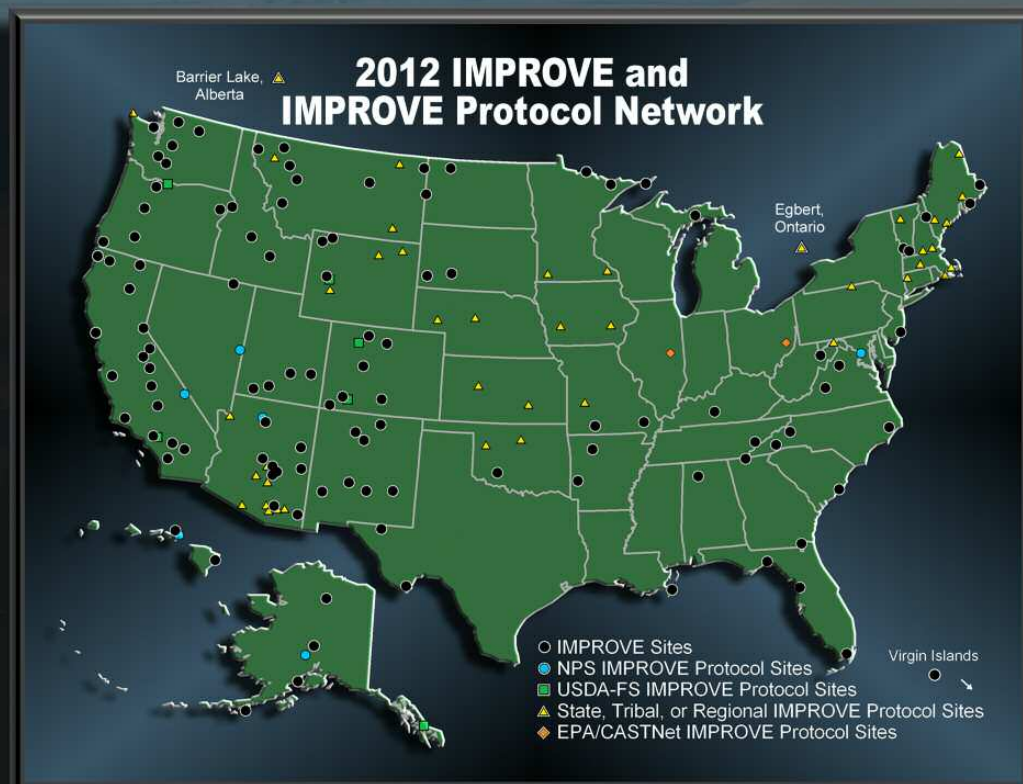 2012 IMPROVE and
IMPROVE Protocol Network
Barrier Lake,
Alberta
Egbert,
Ontario
IMPROVE Sites
NPS IMPROVE Protocol Sites
USDA-FS IMPROVE Protocol Sites
State, Tribal, or Regional IMPROVE Protocol Sites
EPA/CASTNet IMPROVE Protocol Sites
Virgin Islands